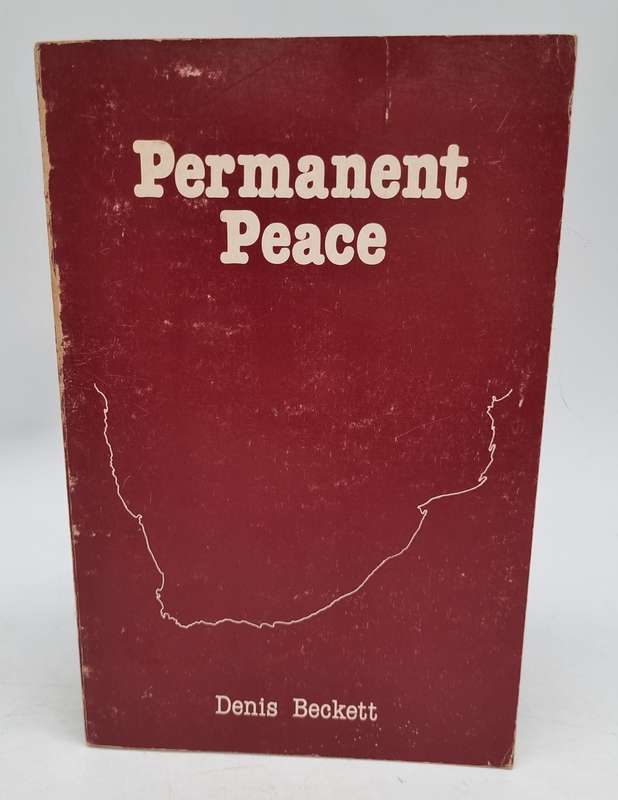 Permanent
Peace
Denis Beckett